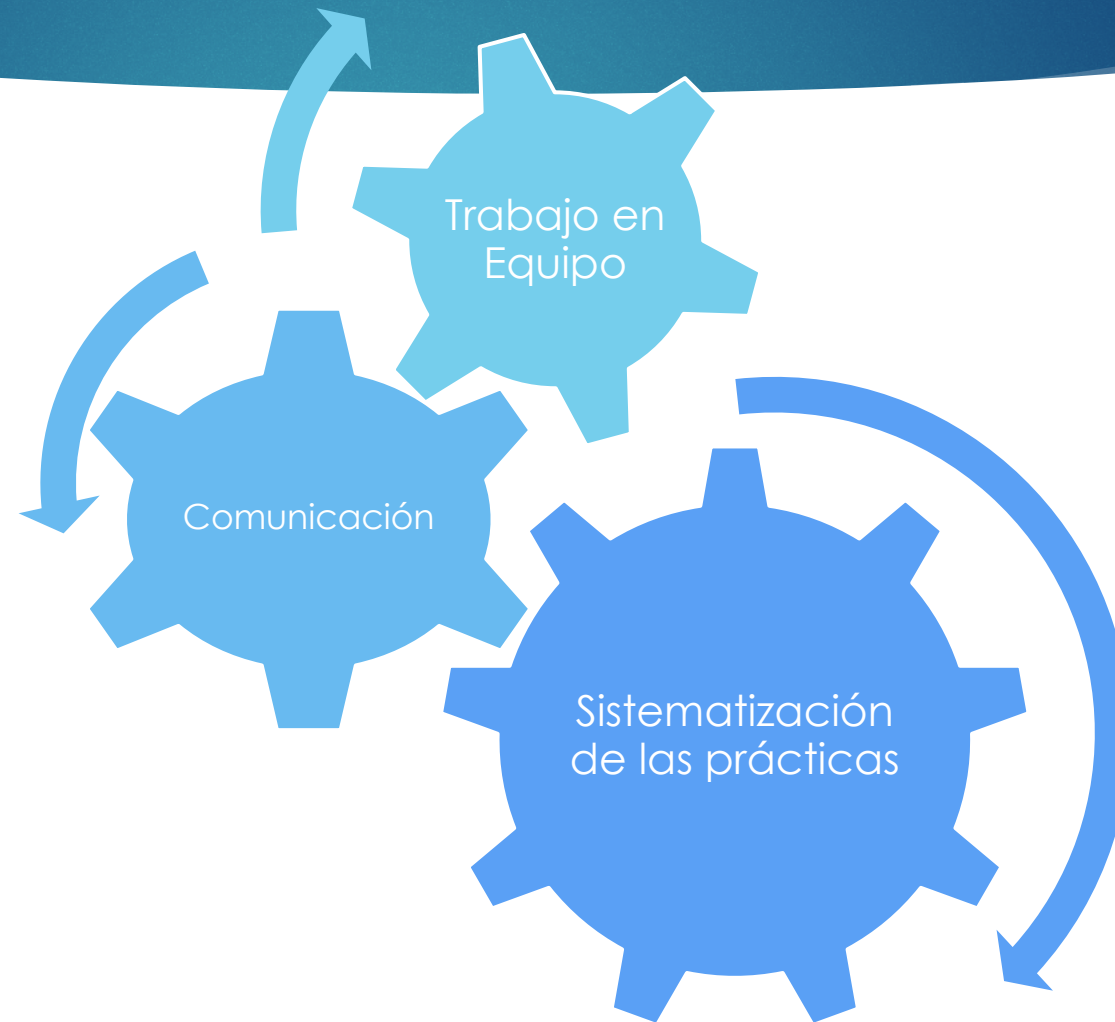 Trabajo en
Equipo
Comunicación
Sistematización
de las prácticas